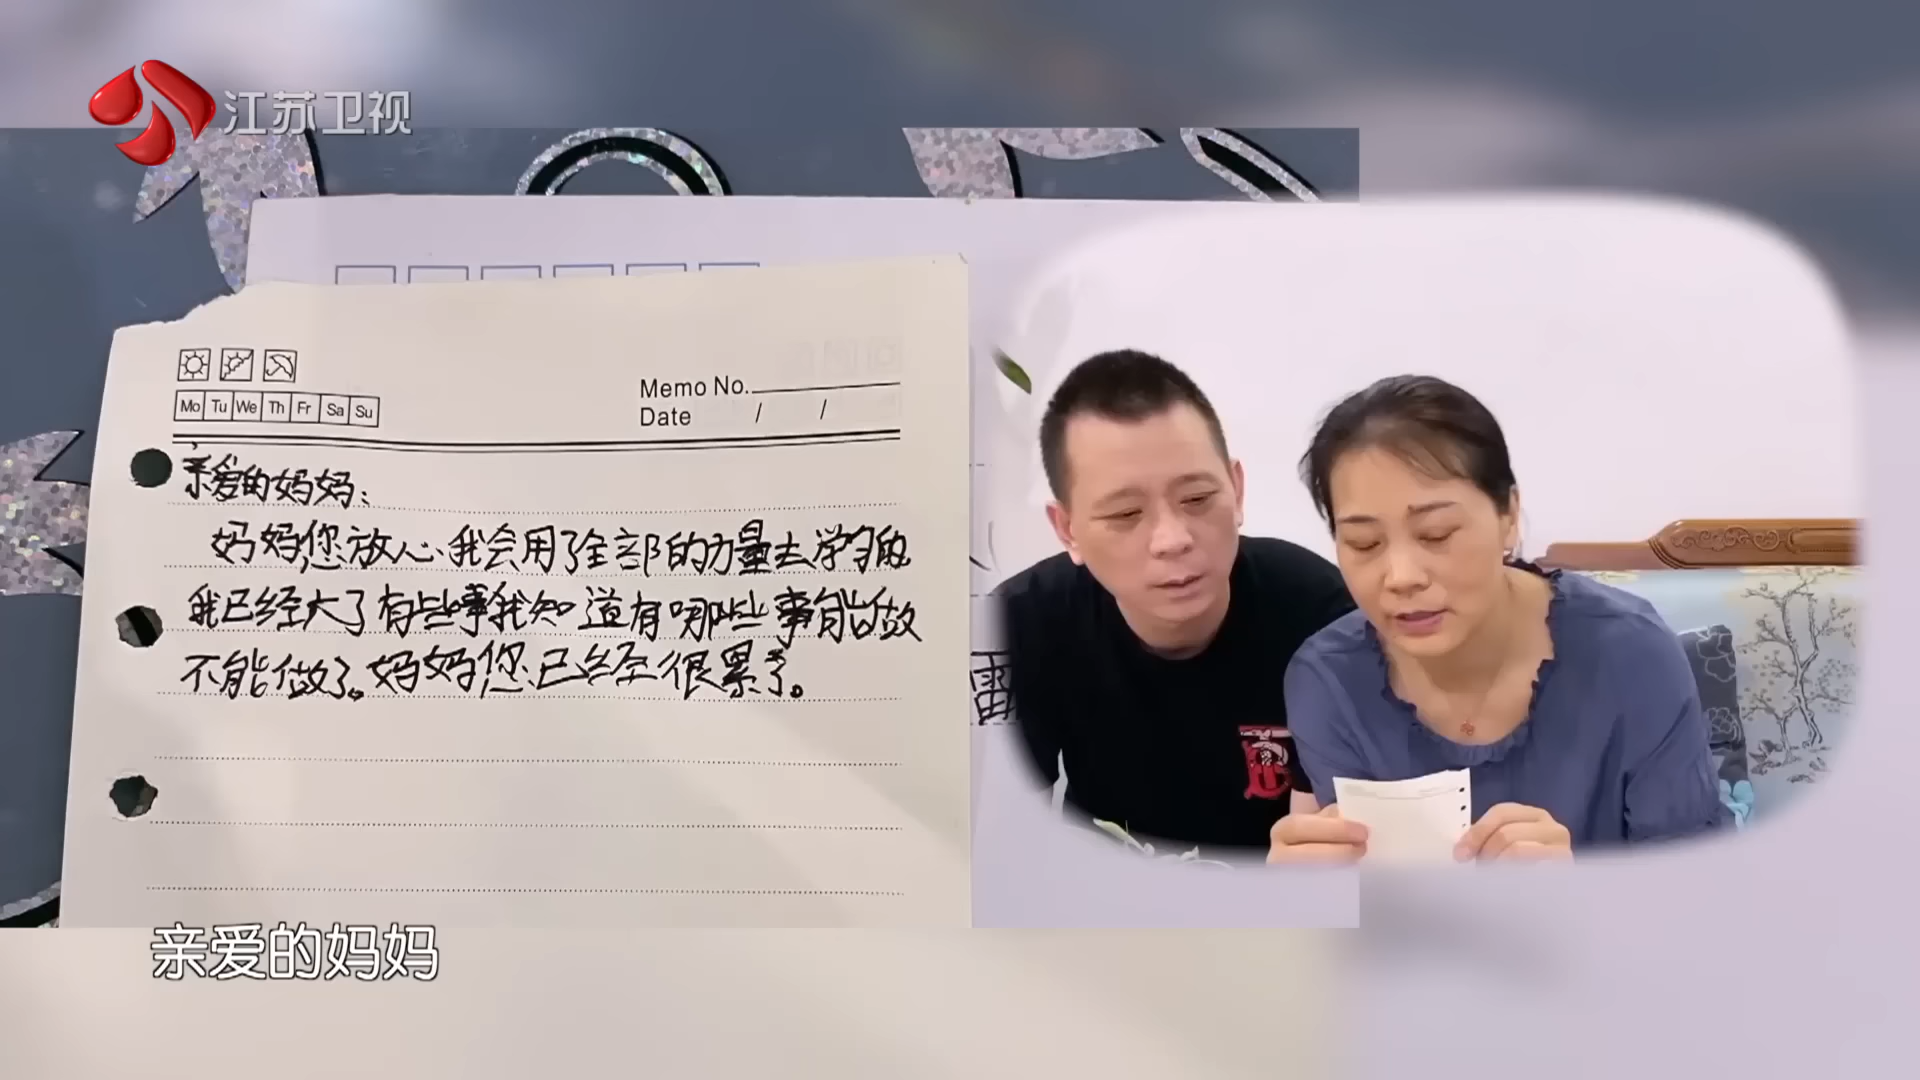 江苏卫视
Memo No.
Mo Tu We Th Fr Sa Su
Date / /
亲爱的妈妈：
妈妈您放心、我会用了全部的力量去学习的
我已经大了有些事我知道有哪些事能做
不能做了。妈妈您已经很累了。
雷
亲爱的妈妈